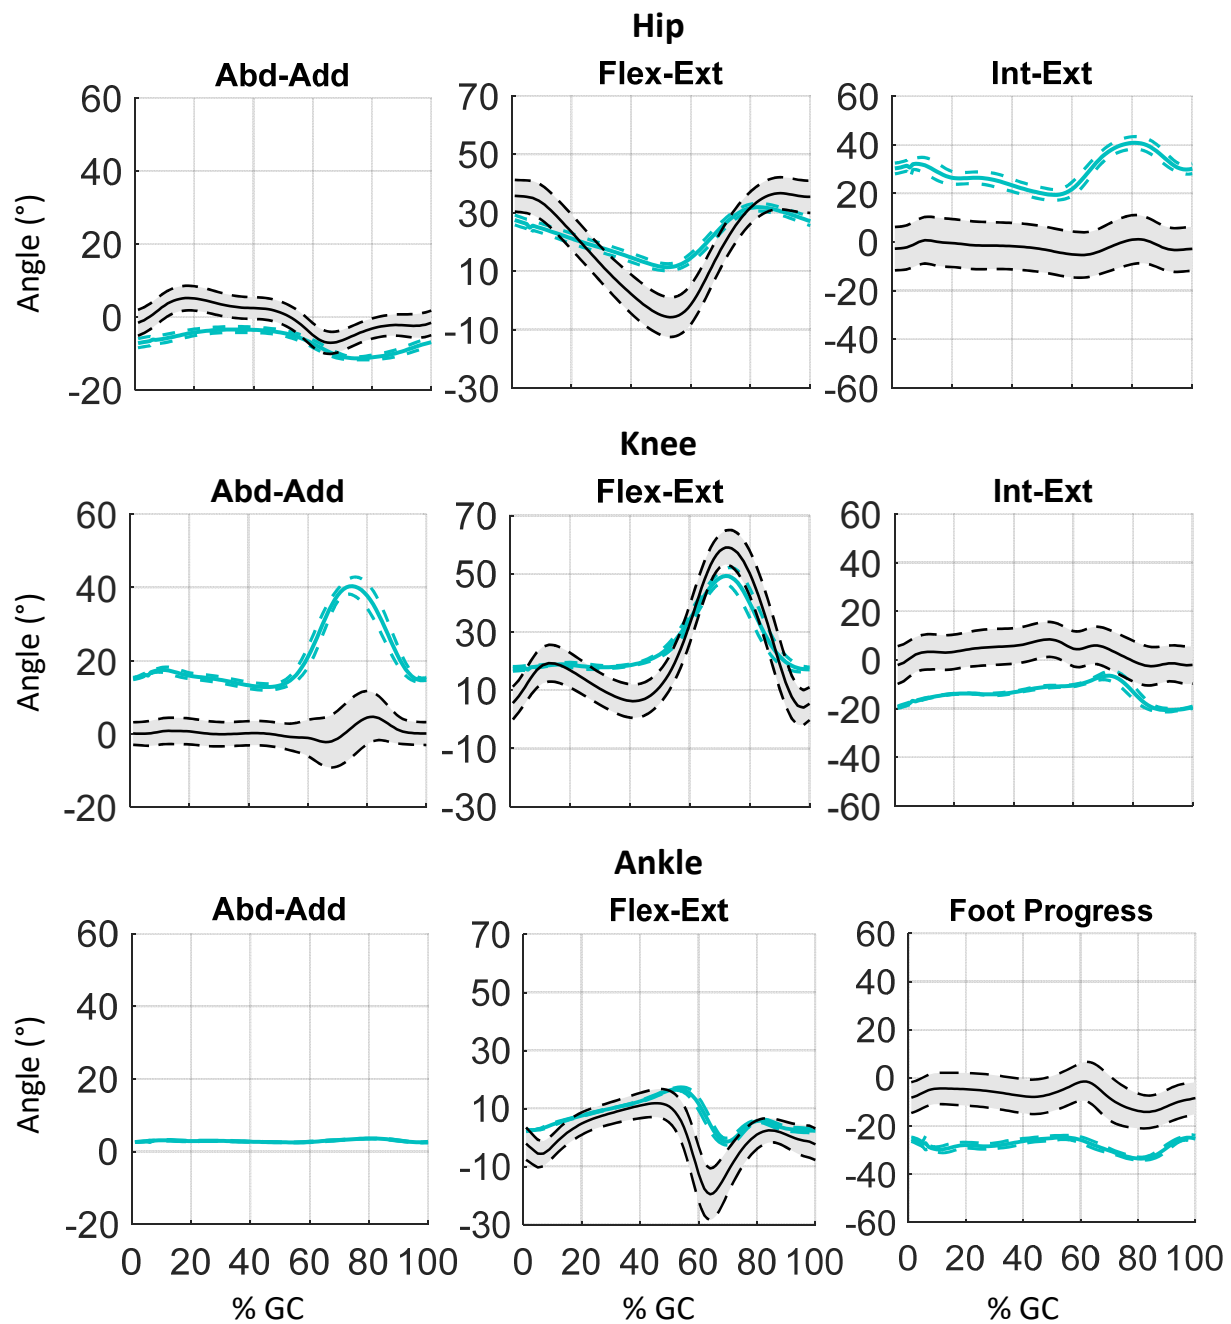 Hip
Abd-Add Flex-Ext Int-Ext
Angle (°)
60 40 20 0 -20
70 50 30 10 -10 -30
60 40 20 0 -20 -40 -60
Knee
Abd-Add Flex-Ext Int-Ext
Angle (°)
60 40 20 0 -20
70 50 30 10 -10 -30
60 40 20 0 -20 -40 -60
Ankle
Abd-Add Flex-Ext Foot Progress
Angle (°)
60 40 20 0 -20
70 50 30 10 -10 -30
60 40 20 0 -20 -40 -60
0 20 40 60 80 100 0 20 40 60 80 100 0 20 40 60 80 100
% GC % GC % GC